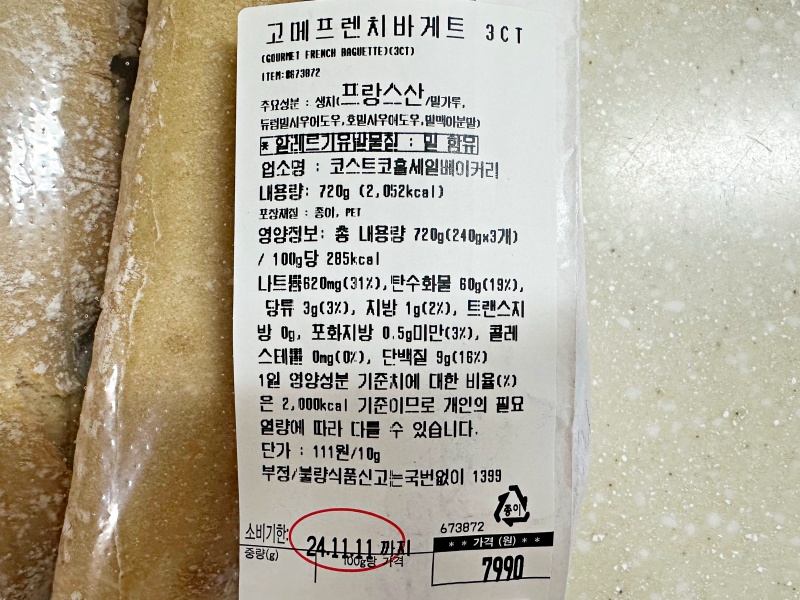 고메프렌치바게트 3CT
(GOURMET FRENCH BAGUETTE)(3CT)
ITEM:#673872
주요성분 : 생지(프랑스산/밀가루,
듀럼밀사우어도우,호밀사우어도우,밀맥아분말)
* 알레르기유발물질 : 밀 함유
업소명 : 코스트코홀세일베이커리
내용량: 720g (2,052kcal)
포장재질 : 종이, PET
영양정보: 총 내용량 720g(240gx3개)
/ 100g당 285kcal
나트륨620mg(31%),탄수화물 60g(19%),
당류 3g(3%), 지방 1g(2%), 트랜스지
방 0g, 포화지방 0.5g미만(3%), 콜레
스테롤 0mg(0%), 단백질 9g(16%)
1일 영양성분 기준치에 대한 비율(%)
은 2,000kcal 기준이므로 개인의 필요
열량에 따라 다를 수 있습니다.
단가 : 111원/10g
부정/불량식품신고는국번없이 1399
종이
소비기한: 24.11.11 까지
673872
중량(g)
100g당 가격
* * 가격 (원) * *
7990